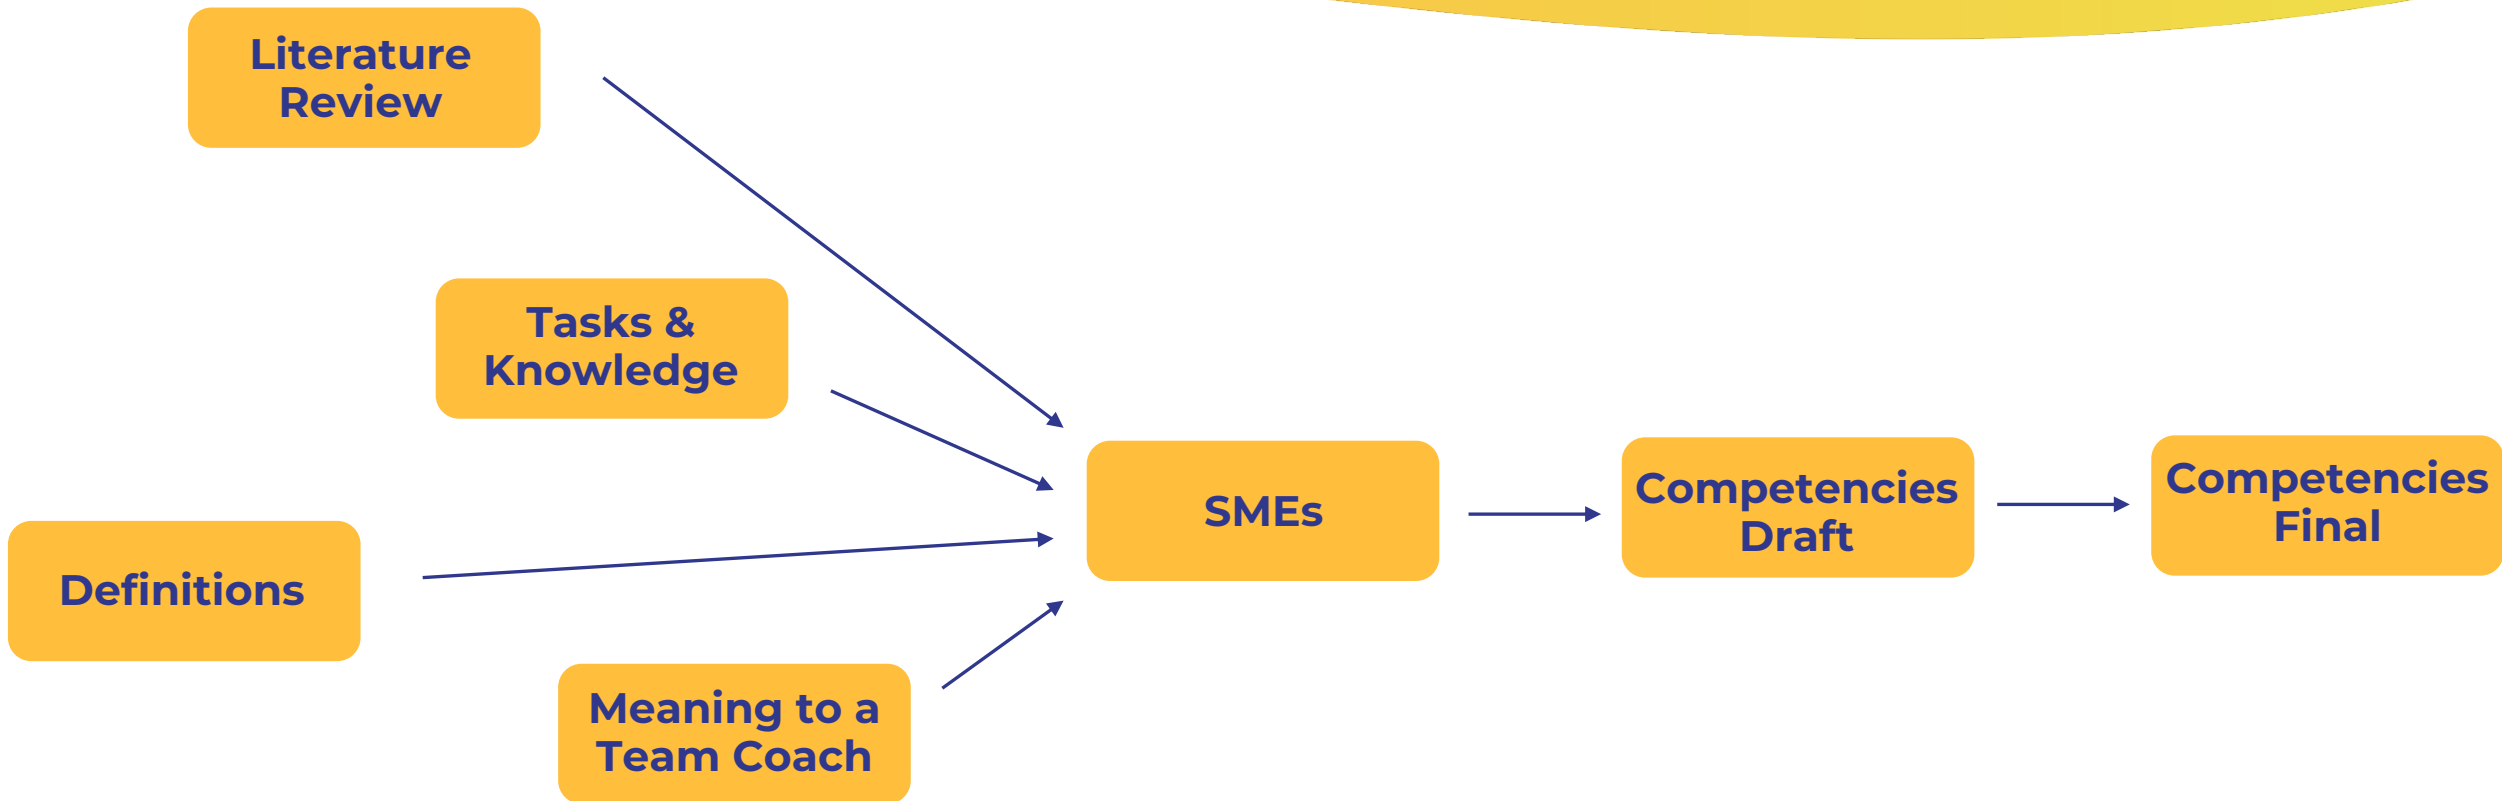 Literature
Review
Tasks &
Knowledge
Definitions
Meaning to a
Team Coach
SMEs
Competencies
Draft
Competencies
Final